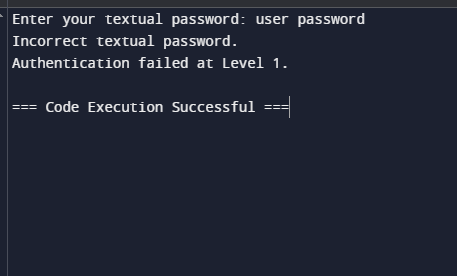 Enter your textual password: user password
Incorrect textual password.
Authentication failed at Level 1.
=== Code Execution Successful ===